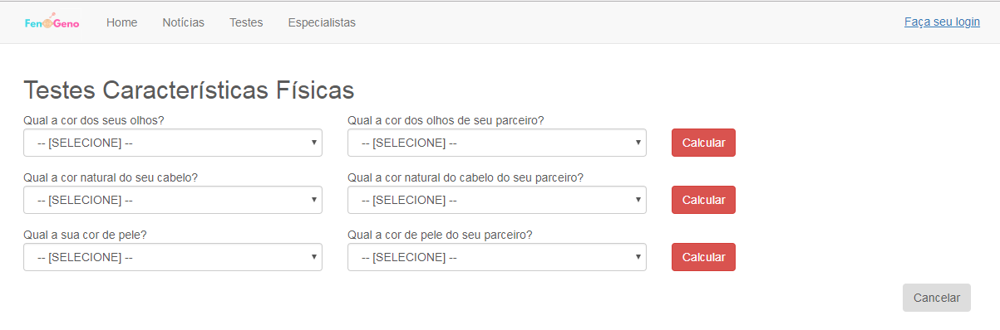 FenoGeno Home Notícias Testes Especialistas Faça seu login
Testes Características Físicas
Qual a cor dos seus olhos? Qual a cor dos olhos de seu parceiro?
-- [SELECIONE] -- -- [SELECIONE] -- Calcular
Qual a cor natural do seu cabelo? Qual a cor natural do cabelo do seu parceiro?
-- [SELECIONE] -- -- [SELECIONE] -- Calcular
Qual a sua cor de pele? Qual a cor de pele do seu parceiro?
-- [SELECIONE] -- -- [SELECIONE] -- Calcular
Cancelar